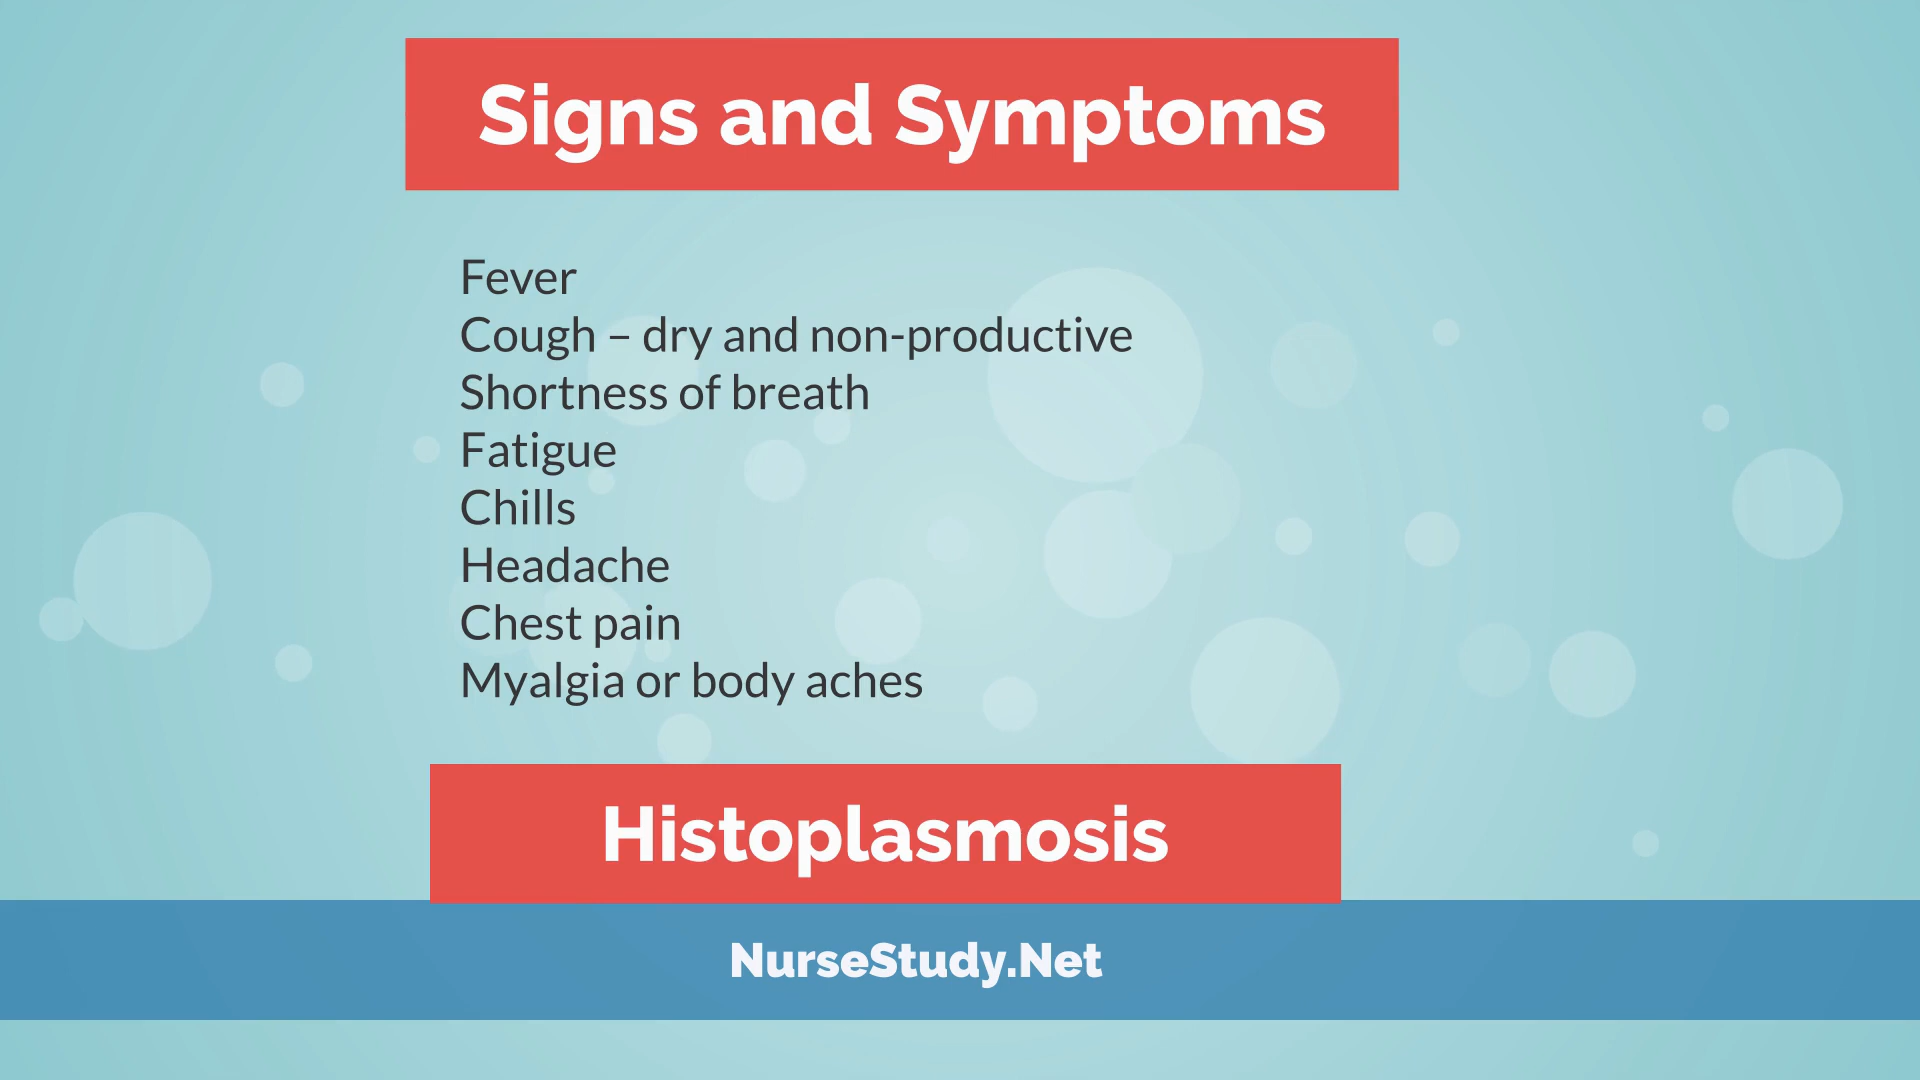 Signs and Symptoms
Fever
Cough – dry and non-productive
Shortness of breath
Fatigue
Chills
Headache
Chest pain
Myalgia or body aches
Histoplasmosis
NurseStudy.Net